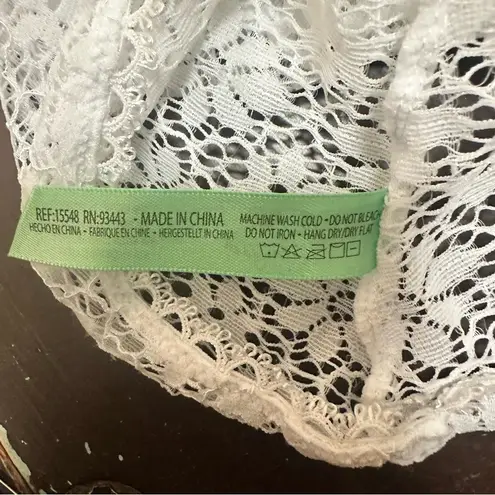 REF:15548 RN:93443 - MADE IN CHINA
HECHO EN CHINA - FABRIQUE EN CHINE - HERGESTELLT IN CHINA
MACHINE WASH COLD - DO NOT BLEACH
DO NOT IRON - HANG DRY/DRY FLAT